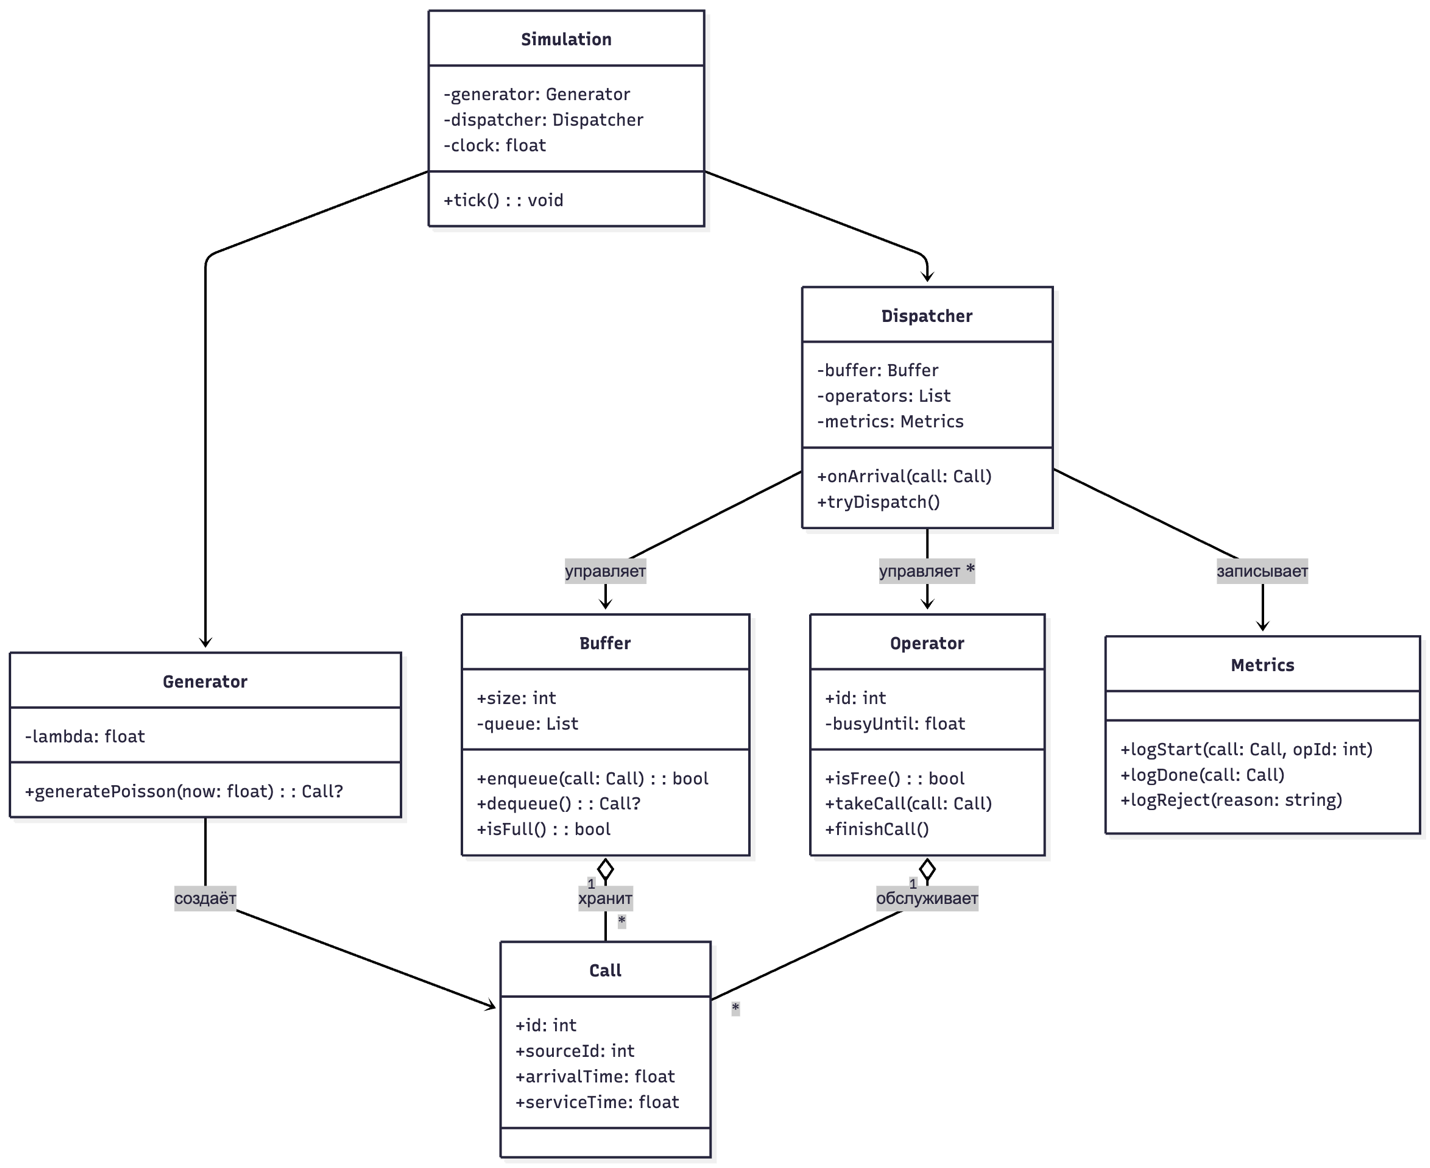 Simulation
-generator: Generator
-dispatcher: Dispatcher
-clock: float
+tick() : : void
Dispatcher
-buffer: Buffer
-operators: List
-metrics: Metrics
+onArrival(call: Call)
+tryDispatch()
управляет
управляет *
записывает
Generator
-lambda: float
+generatePoisson(now: float) : : Call?
Buffer
+size: int
-queue: List
+enqueue(call: Call) : : bool
+dequeue() : : Call?
+isFull() : : bool
Operator
+id: int
-busyUntil: float
+isFree() : : bool
+takeCall(call: Call)
+finishCall()
Metrics
+logStart(call: Call, opId: int)
+logDone(call: Call)
+logReject(reason: string)
создаёт
1
хранит
*
1
обслуживает
*
Call
+id: int
+sourceId: int
+arrivalTime: float
+serviceTime: float